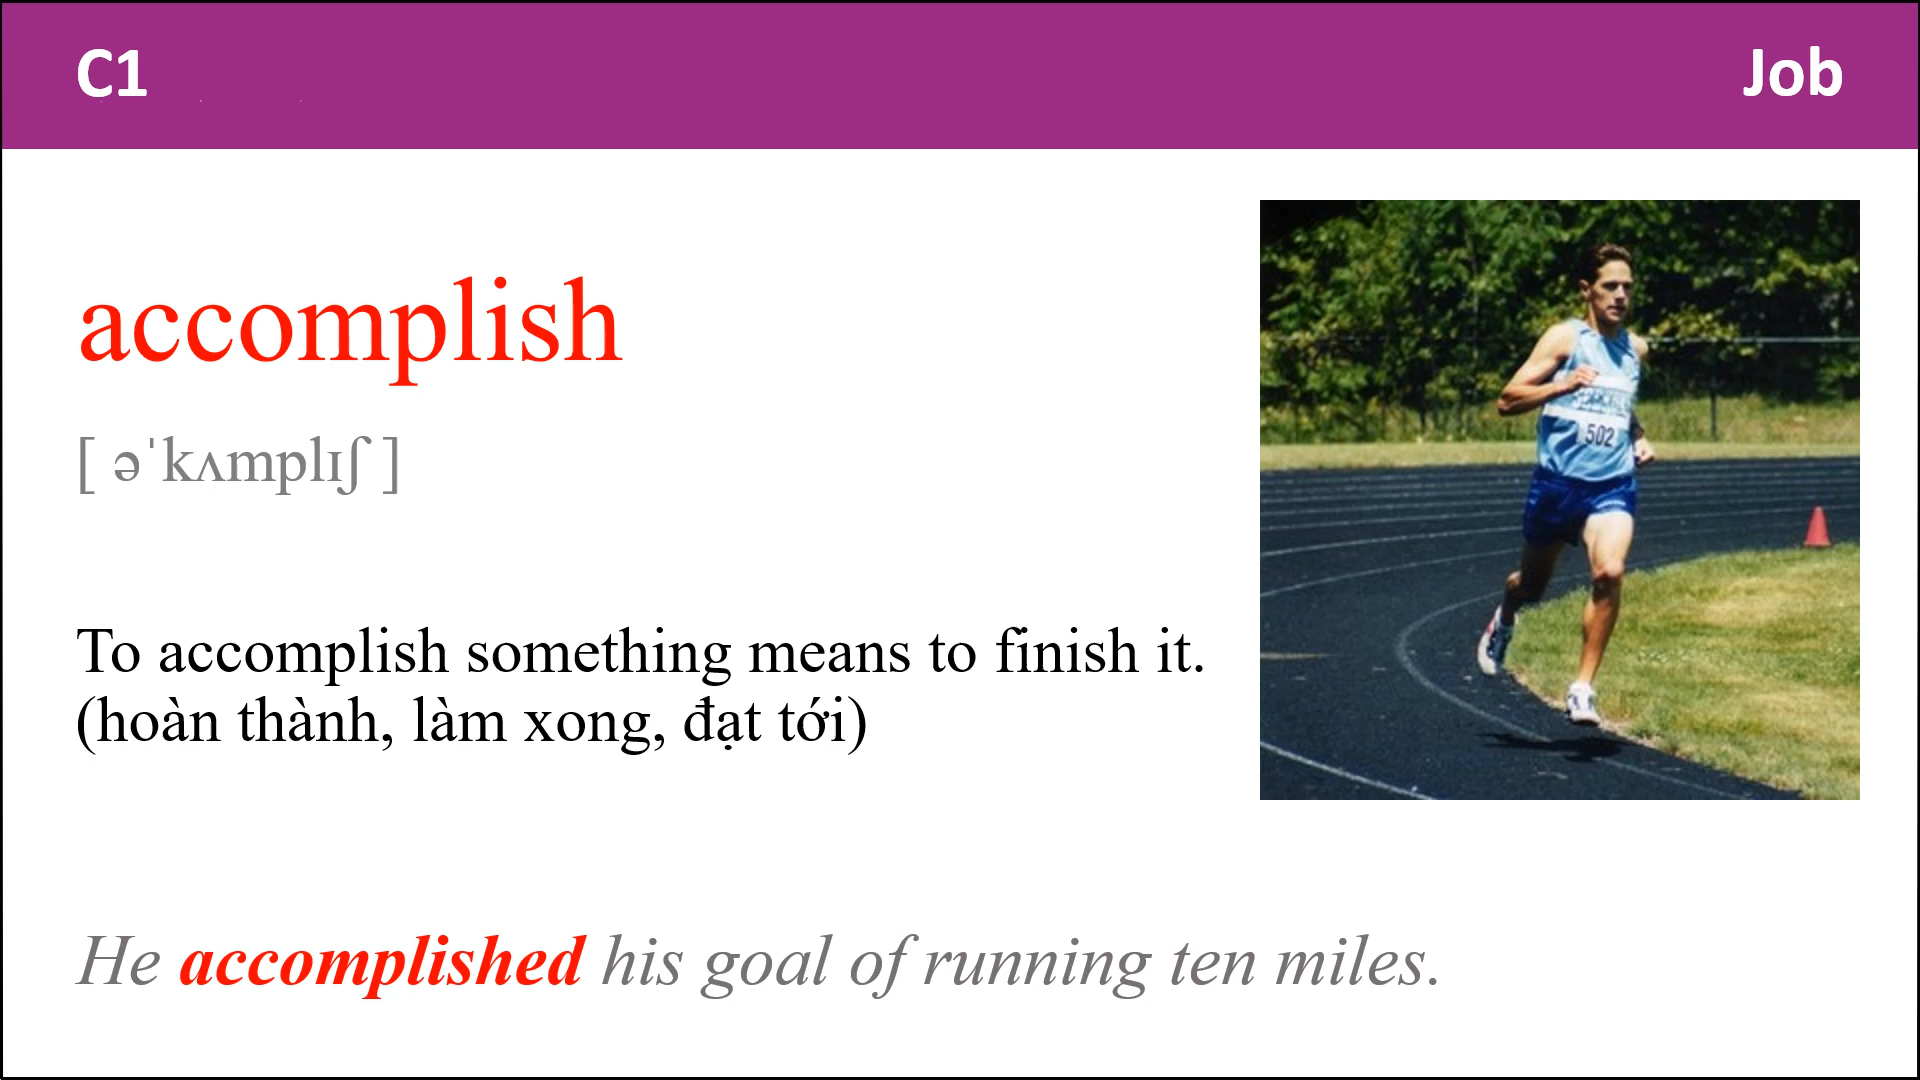 C1
Job
accomplish
[ əˈkʌmplɪʃ ]
To accomplish something means to finish it.
(hoàn thành, làm xong, đạt tới)
502
He accomplished his goal of running ten miles.